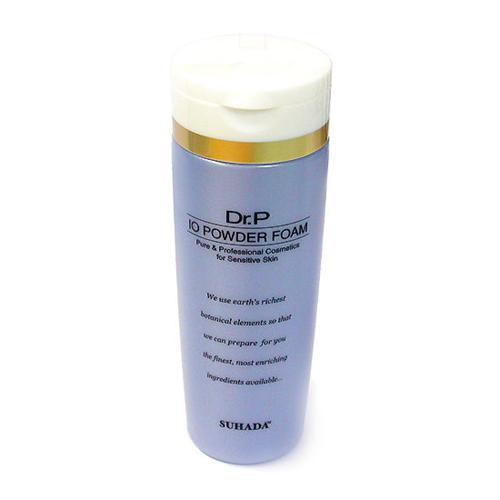 Dr.P
IO POWDER FOAM
Pure & Professional Cosmetics
for Sensitive Skin
We use earth's richest
botanical elements so that
we can prepare for you
the finest, most enriching
ingredients available...
SUHADA™